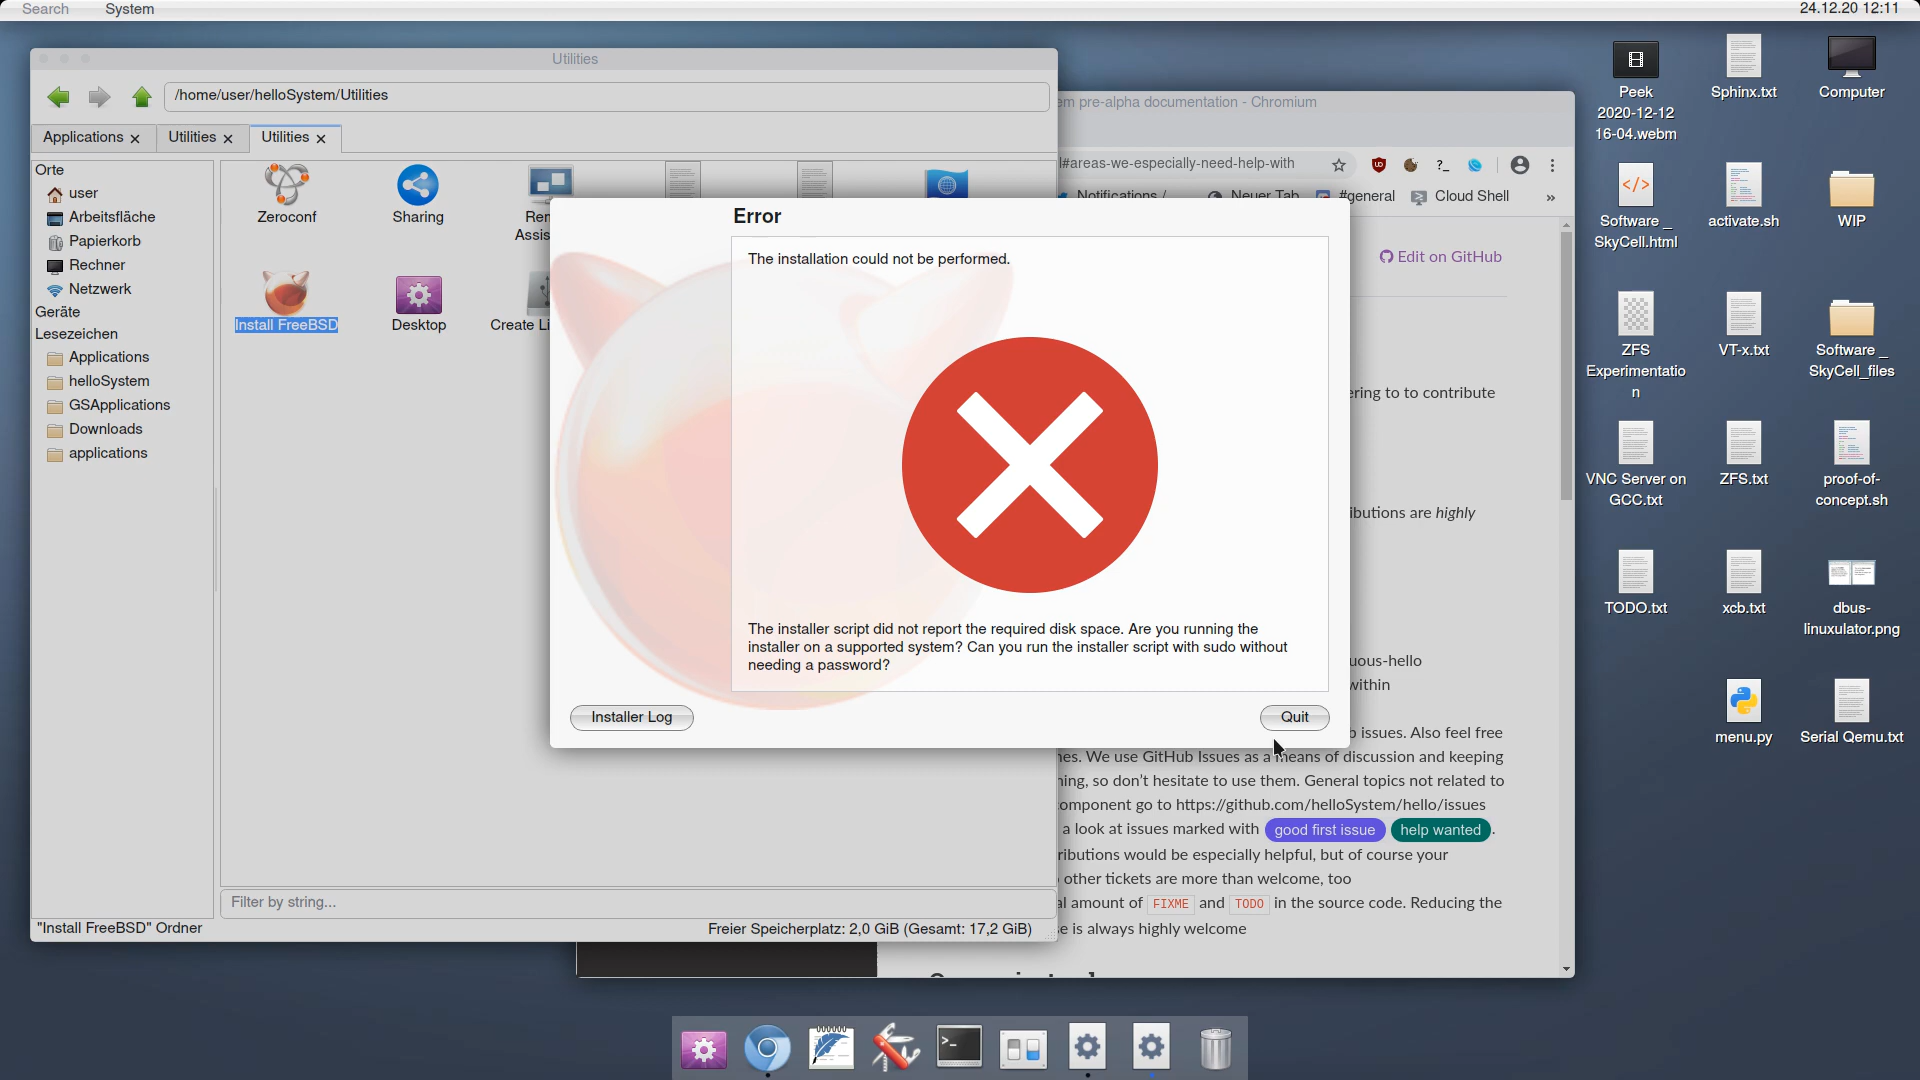 Search System 24.12.20 12:11
Utilities
/home/user/helloSystem/Utilities
Applications Utilities Utilities
Orte
user
Arbeitsfläche
Papierkorb
Rechner
Netzwerk
Geräte
Lesezeichen
Applications
helloSystem
GSApplications
Downloads
applications
Zeroconf
Sharing
Install FreeBSD
Desktop
Create Li
Filter by string...
"Install FreeBSD" Ordner
Freier Speicherplatz: 2,0 GiB (Gesamt: 17,2 GiB)
Error
The installation could not be performed.
The installer script did not report the required disk space. Are you running the
installer on a supported system? Can you run the installer script with sudo without
needing a password?
Installer Log
Quit
em pre-alpha documentation - Chromium
l#areas-we-especially-need-help-with
Notifications / Neuer Tab #general Cloud Shell »
Edit on GitHub
ering to to contribute
ibutions are highly
uous-hello
within
issues. Also feel free
nes. We use GitHub Issues as a means of discussion and keeping
ning, so don't hesitate to use them. General topics not related to
omponent go to https://github.com/helloSystem/hello/issues
a look at issues marked with good first issue help wanted .
ributions would be especially helpful, but of course your
other tickets are more than welcome, too
al amount of FIXME and TODO in the source code. Reducing the
e is always highly welcome
Peek
2020-12-12
16-04.webm
Sphinx.txt
Computer
Software _
SkyCell.html
activate.sh
WIP
ZFS
Experimentatio
n
VT-x.txt
Software _
SkyCell_files
VNC Server on
GCC.txt
ZFS.txt
proof-of-
concept.sh
TODO.txt
xcb.txt
dbus-
linuxulator.png
menu.py
Serial Qemu.txt